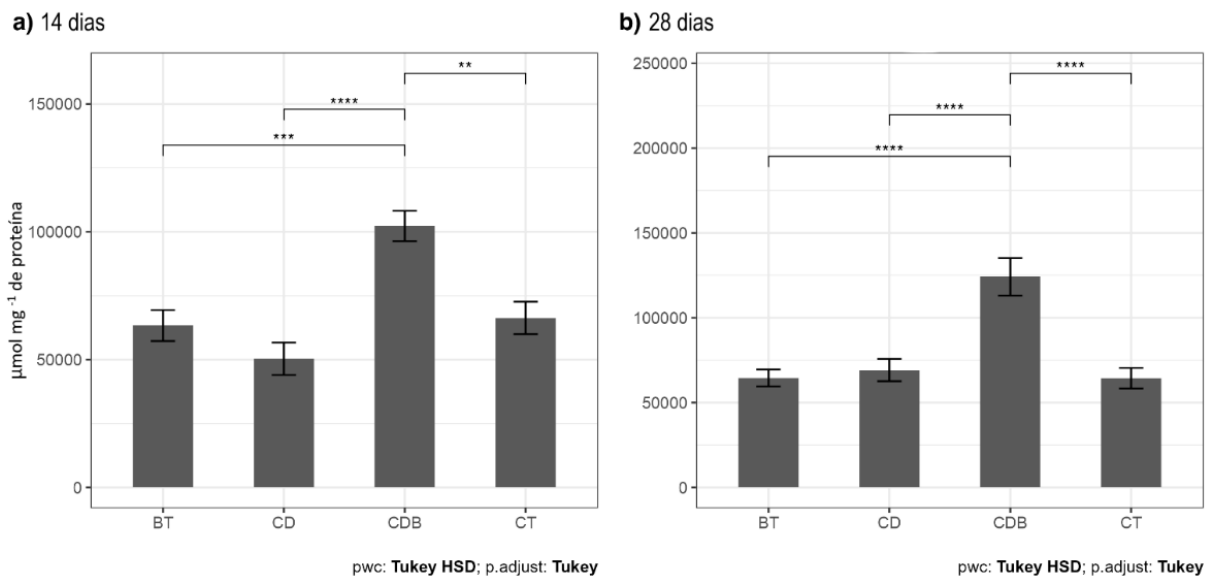 a) 14 dias
µmol mg ⁻¹ de proteína
150000
100000
50000
0
**
****
***
BT CD CDB CT
pwc: Tukey HSD; p.adjust: Tukey
b) 28 dias
250000
200000
150000
100000
50000
0
****
****
****
BT CD CDB CT
pwc: Tukey HSD; p.adjust: Tukey